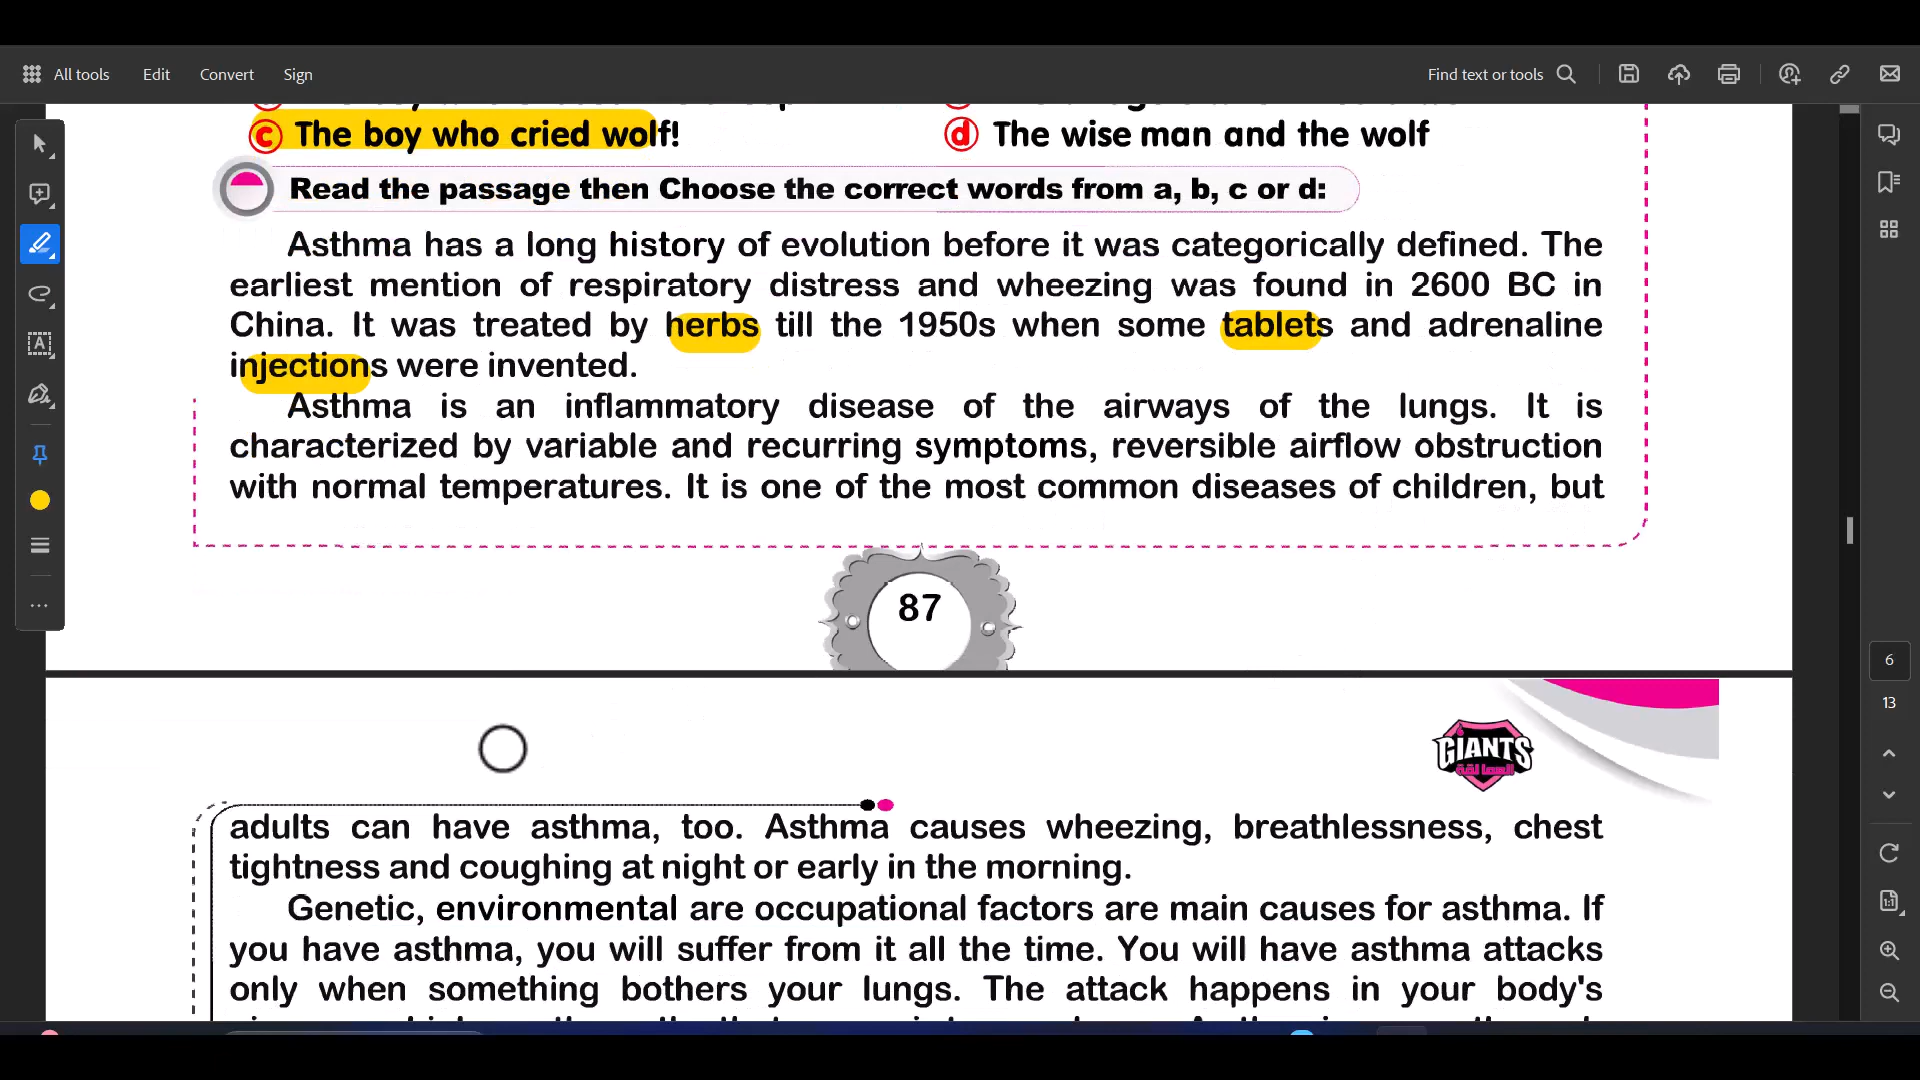 All tools Edit Convert Sign Find text or tools
c The boy who cried wolf! d The wise man and the wolf
Read the passage then Choose the correct words from a, b, c or d:
Asthma has a long history of evolution before it was categorically defined. The
earliest mention of respiratory distress and wheezing was found in 2600 BC in
China. It was treated by herbs till the 1950s when some tablets and adrenaline
injections were invented.
Asthma is an inflammatory disease of the airways of the lungs. It is
characterized by variable and recurring symptoms, reversible airflow obstruction
with normal temperatures. It is one of the most common diseases of children, but
87
6
13
GIANTS
العمالقة
adults can have asthma, too. Asthma causes wheezing, breathlessness, chest
tightness and coughing at night or early in the morning.
Genetic, environmental are occupational factors are main causes for asthma. If
you have asthma, you will suffer from it all the time. You will have asthma attacks
only when something bothers your lungs. The attack happens in your body's